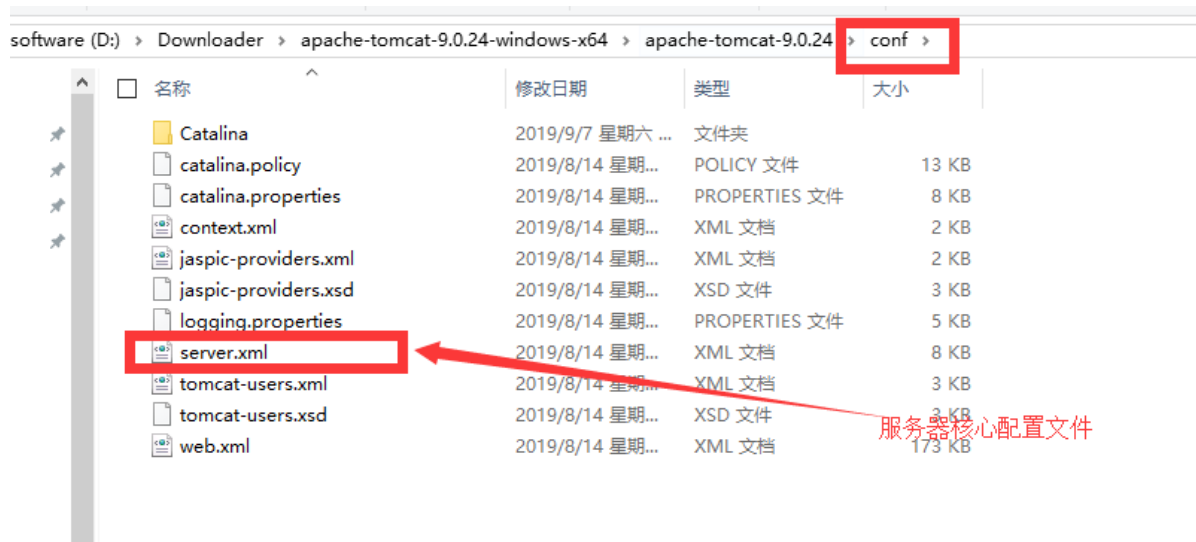 software (D:) > Downloader > apache-tomcat-9.0.24-windows-x64 > apache-tomcat-9.0.24 > conf >
名称 修改日期 类型 大小
Catalina 2019/9/7 星期六 ... 文件夹
catalina.policy 2019/8/14 星期... POLICY 文件 13 KB
catalina.properties 2019/8/14 星期... PROPERTIES 文件 8 KB
context.xml 2019/8/14 星期... XML 文档 2 KB
jaspic-providers.xml 2019/8/14 星期... XML 文档 2 KB
jaspic-providers.xsd 2019/8/14 星期... XSD 文件 3 KB
logging.properties 2019/8/14 星期... PROPERTIES 文件 5 KB
server.xml 2019/8/14 星期... XML 文档 8 KB
tomcat-users.xml 2019/8/14 星期... XML 文档 3 KB
tomcat-users.xsd 2019/8/14 星期... XSD 文件 3 KB
服务器核心配置文件
web.xml 2019/8/14 星期... XML 文档 173 KB